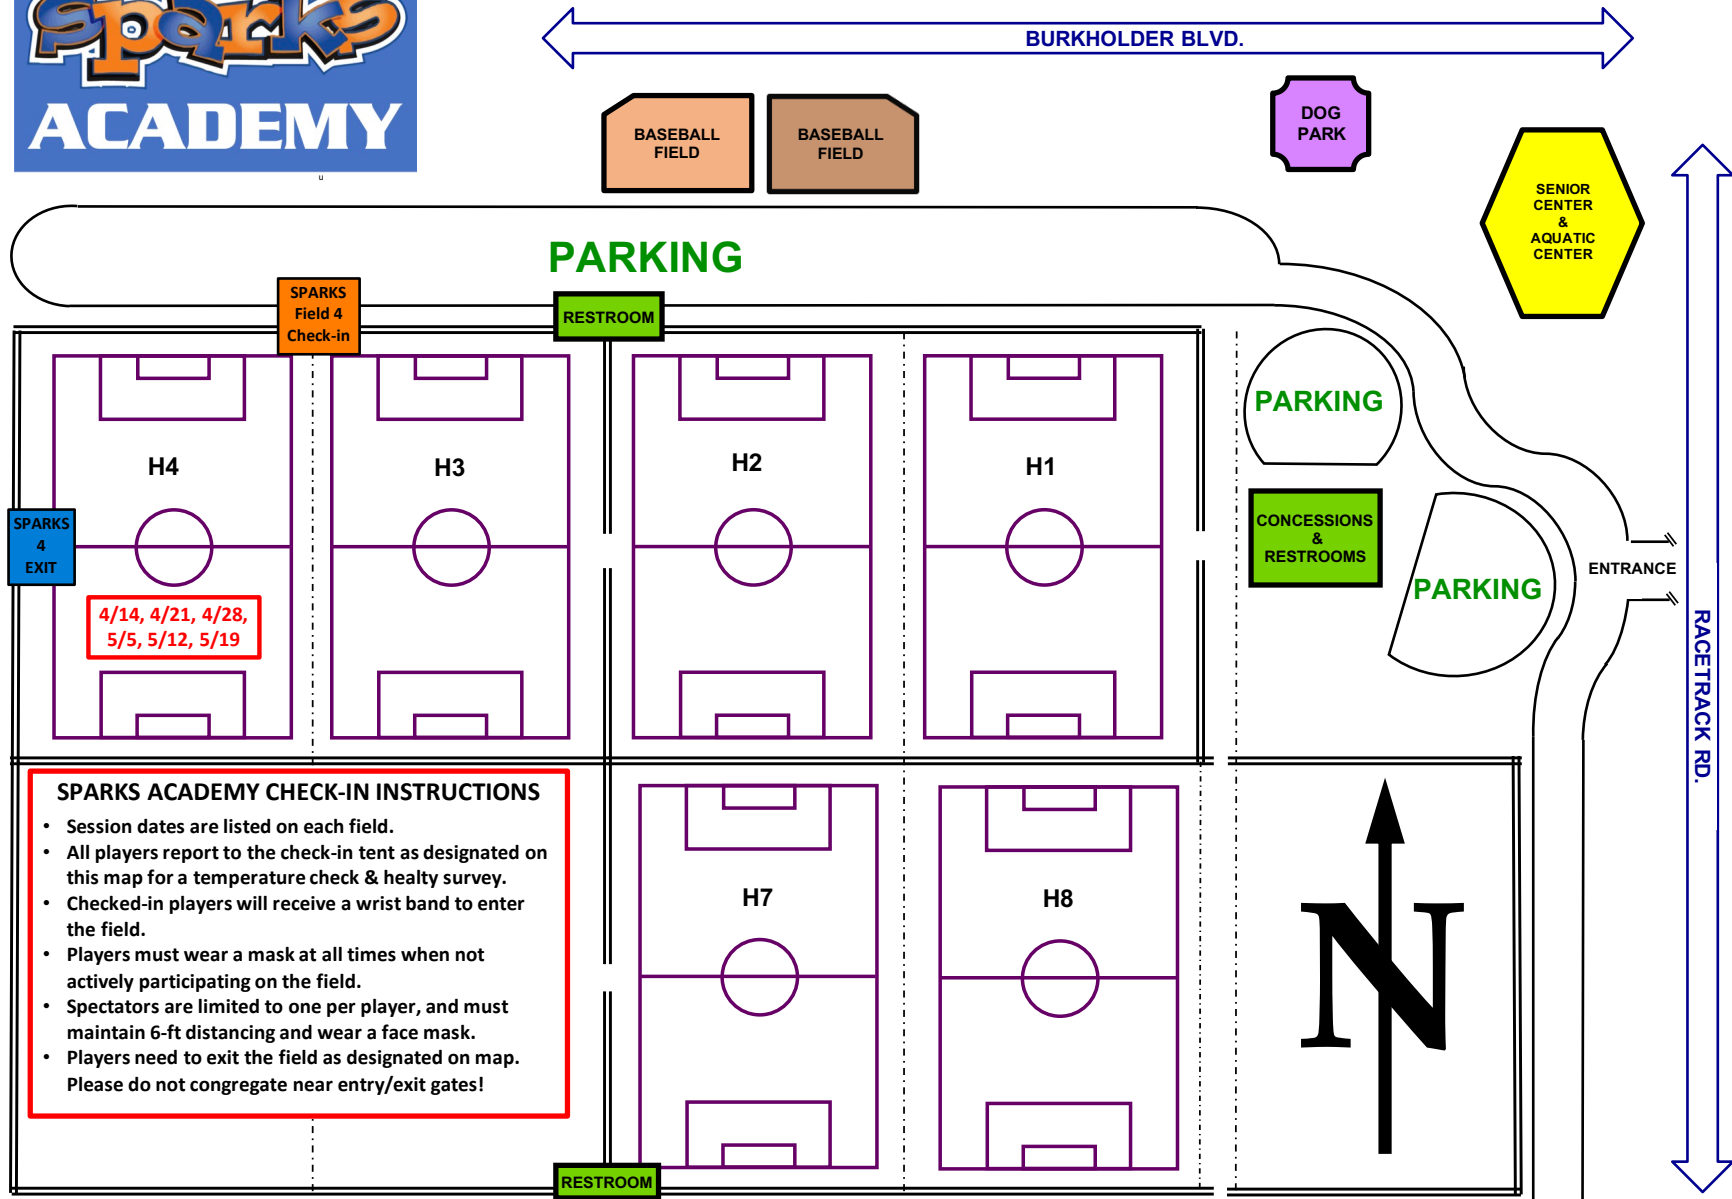 Sparks
ACADEMY
u
BURKHOLDER BLVD.
BASEBALL
FIELD
BASEBALL
FIELD
DOG
PARK
SENIOR
CENTER
&
AQUATIC
CENTER
PARKING
SPARKS
Field 4
Check-in
RESTROOM
H4
H3
H2
H1
PARKING
SPARKS
4
EXIT
CONCESSIONS
&
RESTROOMS
PARKING
ENTRANCE
RACETRACK RD.
4/14, 4/21, 4/28,
5/5, 5/12, 5/19
SPARKS ACADEMY CHECK-IN INSTRUCTIONS
• Session dates are listed on each field.
• All players report to the check-in tent as designated on
this map for a temperature check & healty survey.
• Checked-in players will receive a wrist band to enter
the field.
• Players must wear a mask at all times when not
actively participating on the field.
• Spectators are limited to one per player, and must
maintain 6-ft distancing and wear a face mask.
• Players need to exit the field as designated on map.
Please do not congregate near entry/exit gates!
H7
H8
N
RESTROOM